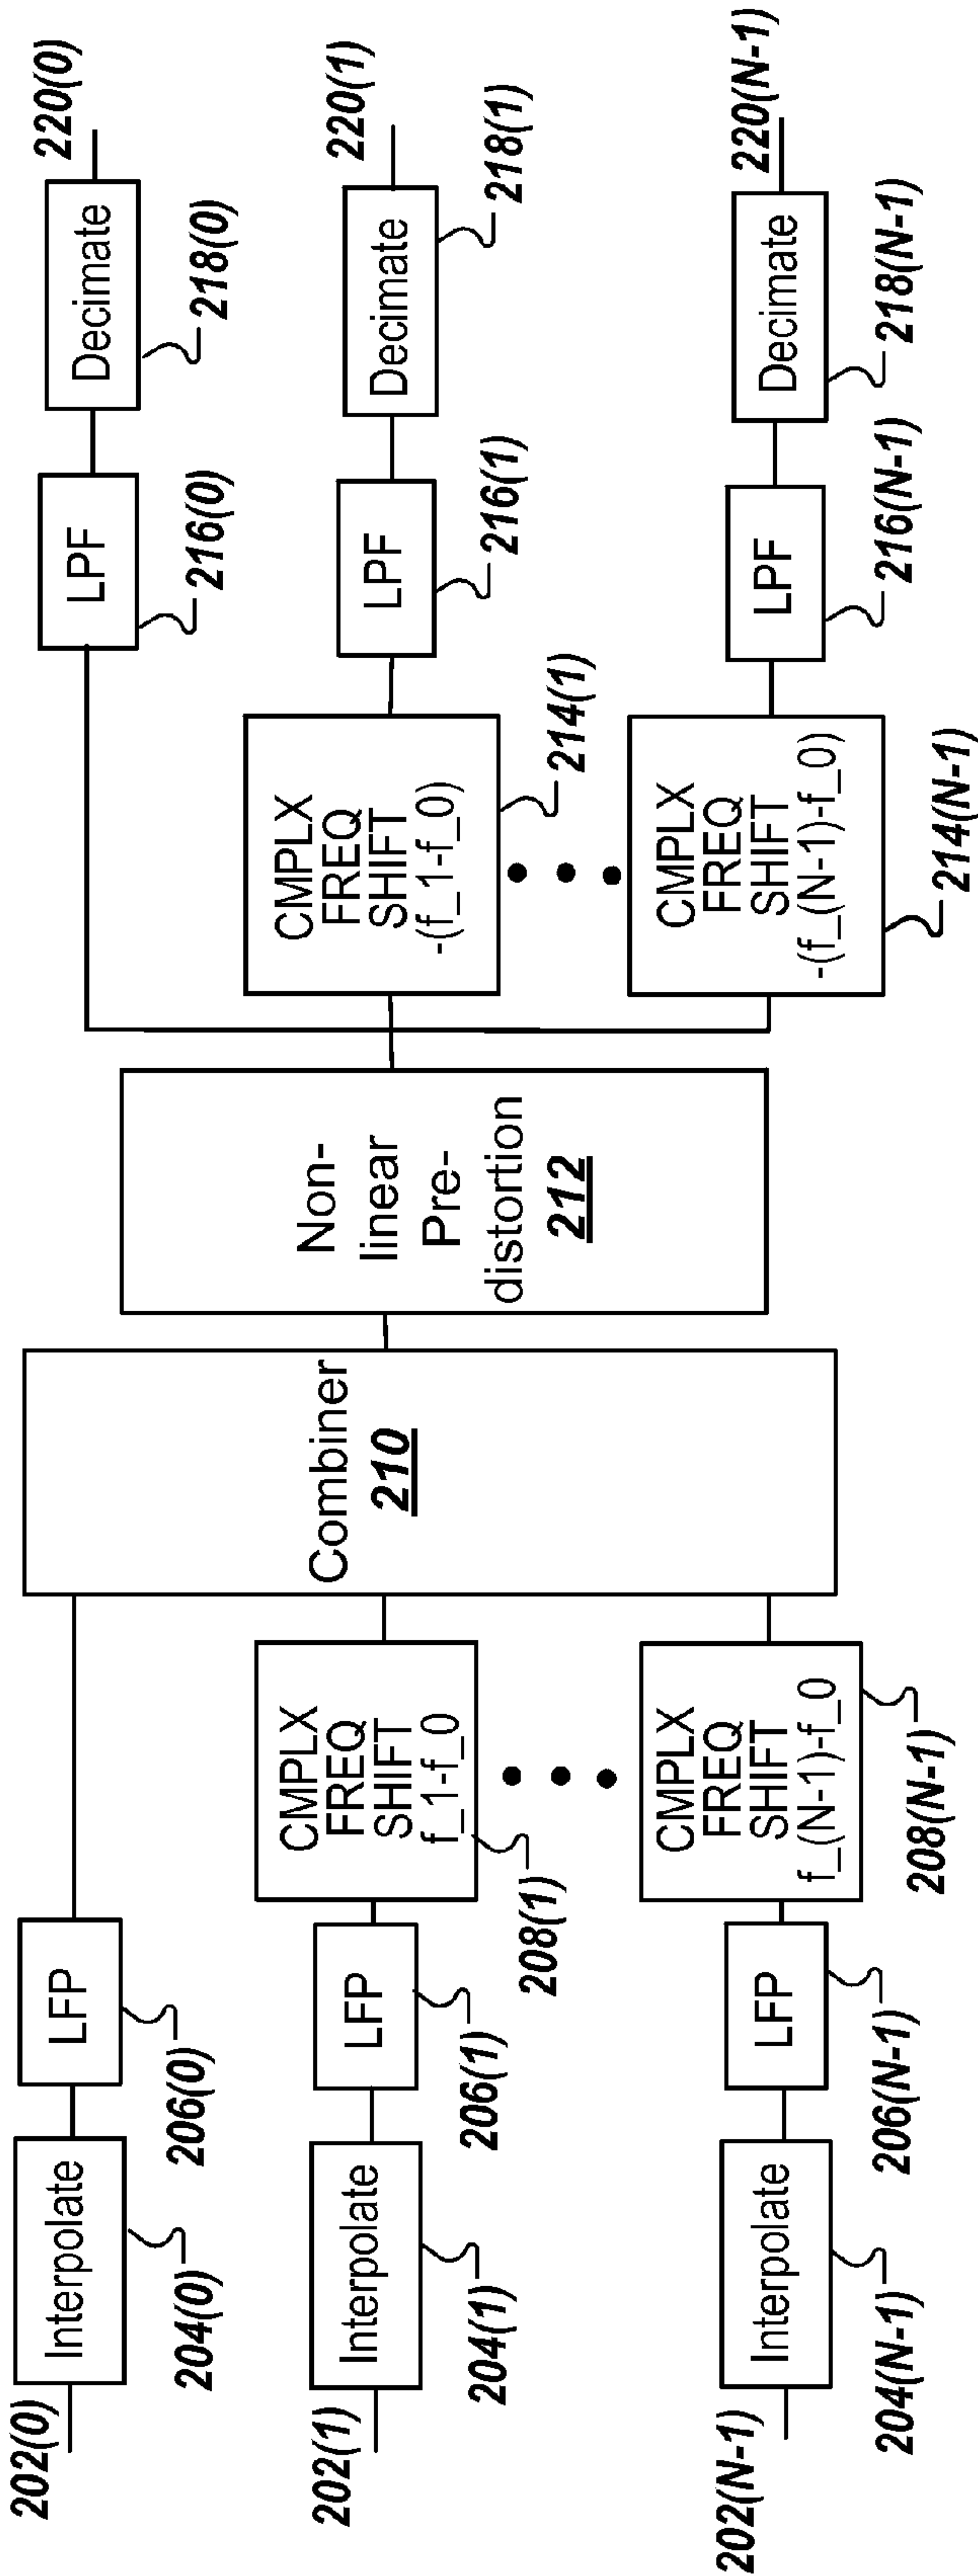 202(0)
Interpolate
204(0)
LFP
206(0)
202(1)
Interpolate
204(1)
LFP
206(1)
CMPLX
FREQ
SHIFT
f_1-f_0
208(1)
202(N-1)
Interpolate
204(N-1)
LFP
206(N-1)
CMPLX
FREQ
SHIFT
f_(N-1)-f_0
208(N-1)
Combiner
210
Non-
linear
Pre-
distortion
212
LPF
216(0)
Decimate
218(0)
220(0)
CMPLX
FREQ
SHIFT
-(f_1-f_0)
214(1)
LPF
216(1)
Decimate
218(1)
220(1)
CMPLX
FREQ
SHIFT
-(f_(N-1)-f_0)
214(N-1)
LPF
216(N-1)
Decimate
218(N-1)
220(N-1)